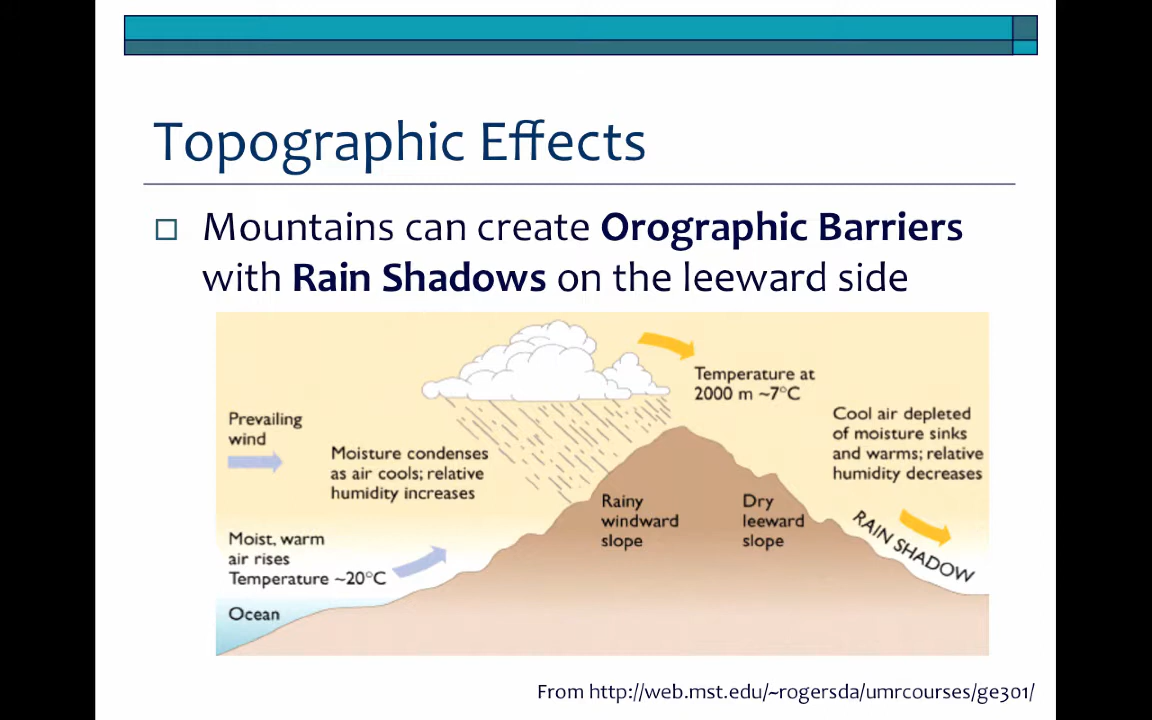 Topographic Effects
Mountains can create Orographic Barriers
with Rain Shadows on the leeward side
Temperature at
2000 m ~7°C
Prevailing
wind
Moisture condenses
as air cools; relative
humidity increases
Cool air depleted
of moisture sinks
and warms; relative
humidity decreases
Rainy
windward
slope
Dry
leeward
slope
RAIN SHADOW
Moist, warm
air rises
Temperature ~20°C
Ocean
From http://web.mst.edu/~rogersda/umrcourses/ge301/